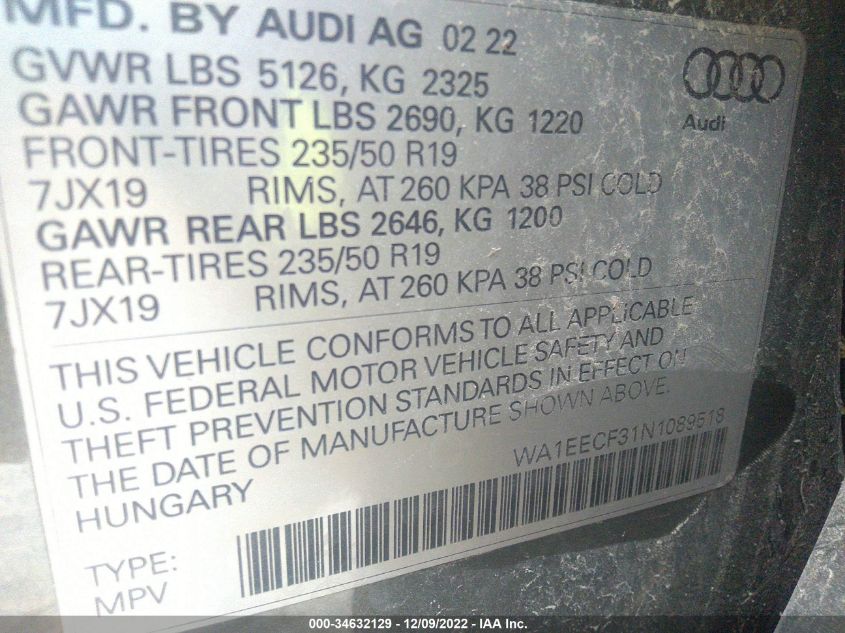 MFD. BY AUDI AG 02 22
GVWR LBS 5126, KG 2325
GAWR FRONT LBS 2690, KG 1220
FRONT-TIRES 235/50 R19
7JX19 RIMS, AT 260 KPA 38 PSI COLD
GAWR REAR LBS 2646, KG 1200
REAR-TIRES 235/50 R19
7JX19 RIMS, AT 260 KPA 38 PSI COLD
Audi
THIS VEHICLE CONFORMS TO ALL APPLICABLE
U.S. FEDERAL MOTOR VEHICLE SAFETY AND
THEFT PREVENTION STANDARDS IN EFFECT ON
THE DATE OF MANUFACTURE SHOWN ABOVE.
HUNGARY WA1EECF31N1089518
TYPE:
MPV
000-34632129 - 12/09/2022 - IAA Inc.